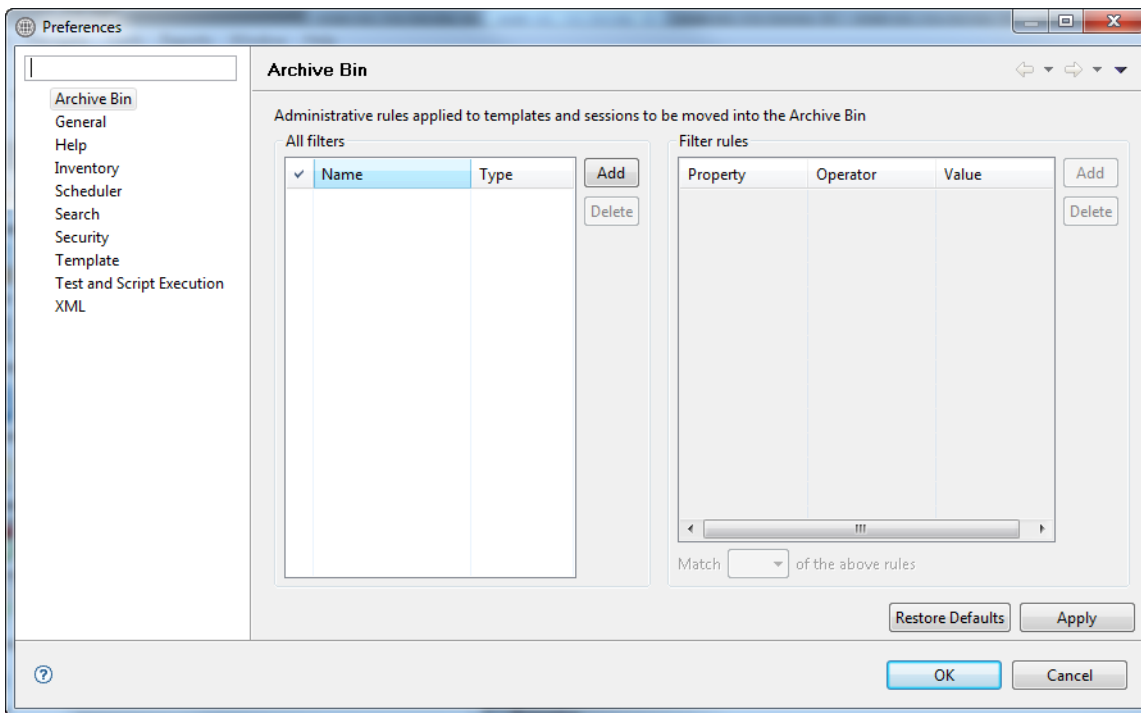 Preferences
Archive Bin
General
Help
Inventory
Scheduler
Search
Security
Template
Test and Script Execution
XML
Archive Bin
Administrative rules applied to templates and sessions to be moved into the Archive Bin
All filters
Name Type
Add
Delete
Filter rules
Property Operator Value
Add
Delete
Match of the above rules
Restore Defaults Apply
OK Cancel